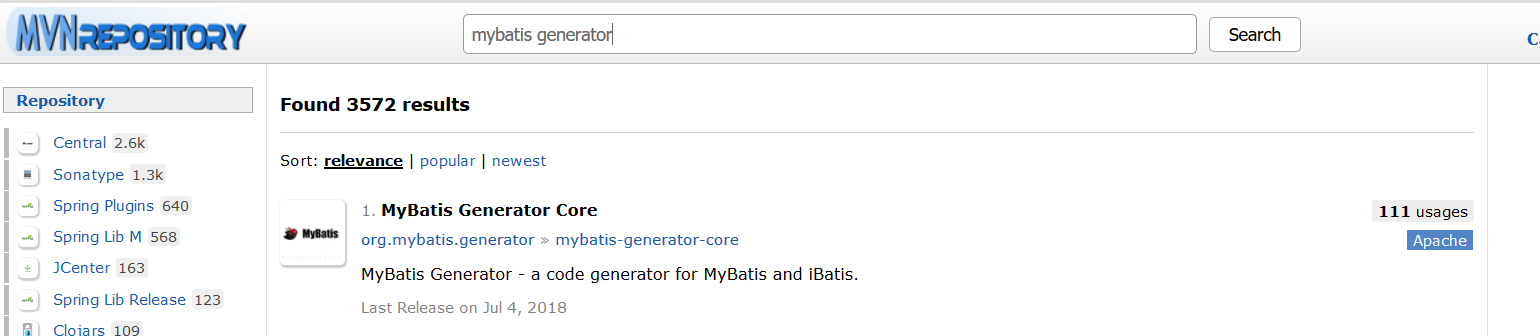 MVNREPOSITORY
mybatis generator
Search
C
Repository
Central 2.6k
Sonatype 1.3k
Spring Plugins 640
Spring Lib M 568
JCenter 163
Spring Lib Release 123
Clojars 109
Found 3572 results
Sort: relevance | popular | newest
MyBatis
1. MyBatis Generator Core
111 usages
org.mybatis.generator » mybatis-generator-core
Apache
MyBatis Generator - a code generator for MyBatis and iBatis.
Last Release on Jul 4, 2018